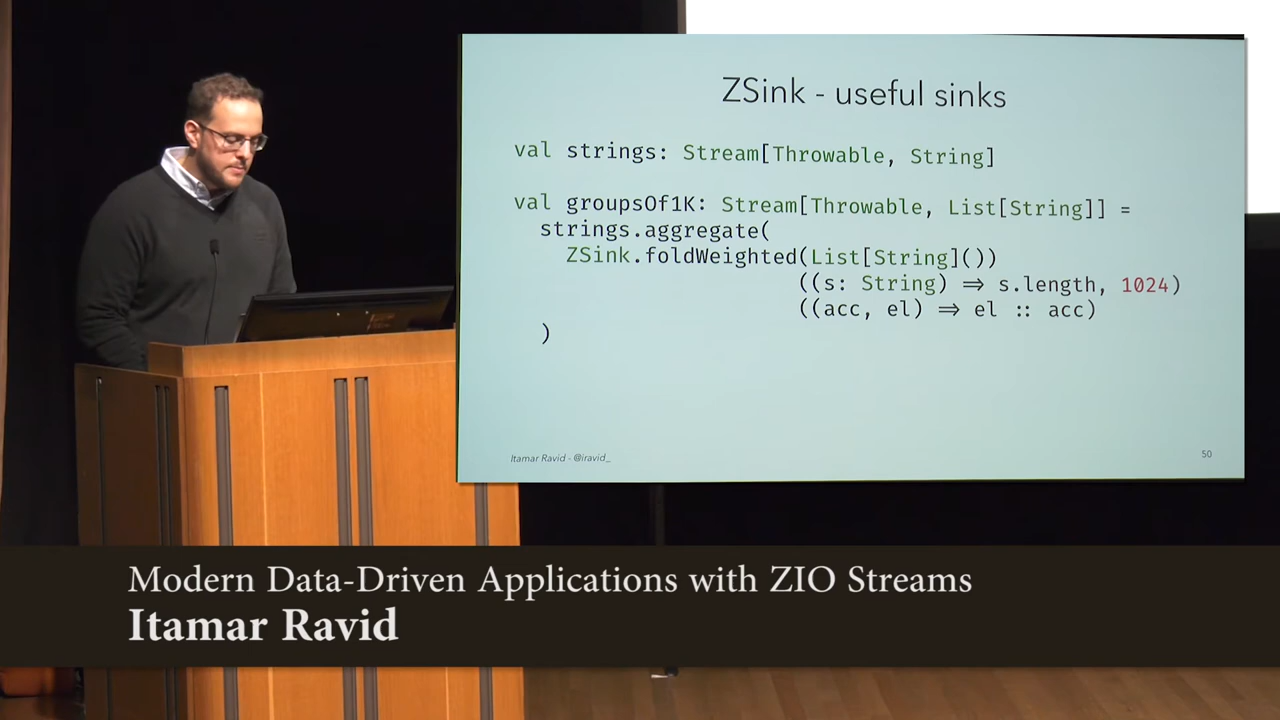 ZSink - useful sinks
val strings: Stream[Throwable, String]
val groupsOf1K: Stream[Throwable, List[String]] =
strings.aggregate(
ZSink.foldWeighted(List[String]())
((s: String) ⇒ s.length, 1024)
((acc, el) ⇒ el :: acc)
)
Itamar Ravid - @iravid_
50
Modern Data-Driven Applications with ZIO Streams
Itamar Ravid